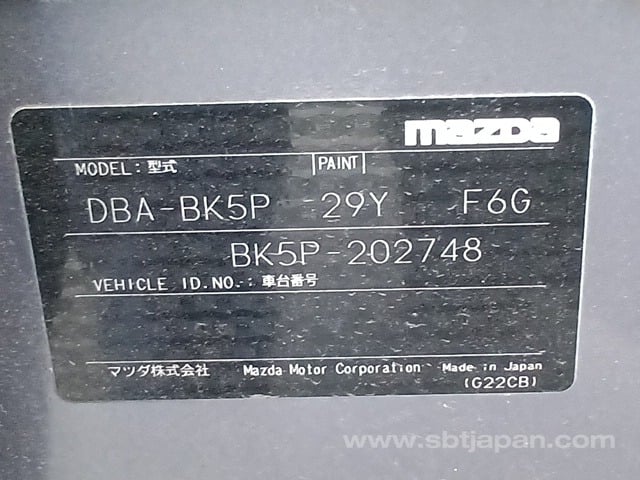 mazda
MODEL: 型式 PAINT
DBA-BK5P 29Y F6G
BK5P-202748
VEHICLE ID.NO.: 車台番号
マツダ株式会社 Mazda Motor Corporation Made in Japan
(G22CB)
www.sbtjapan.com